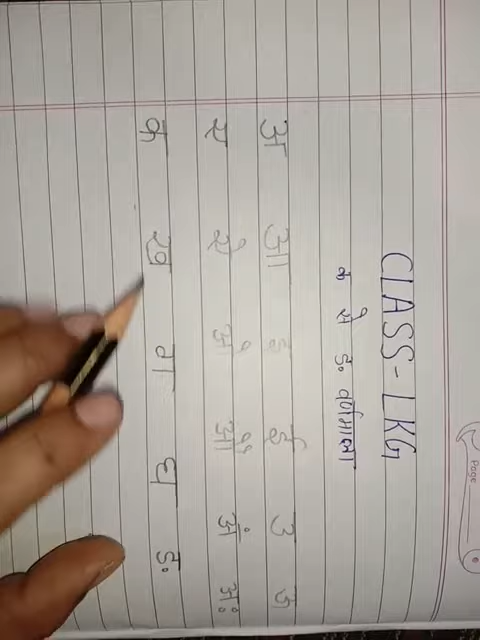 Page
CLASS-LKG
क से ङ वर्णमाला
अ आ इ ई उ ऊ
ए ऐ ओ औ अं अः
क ख ग घ ङ